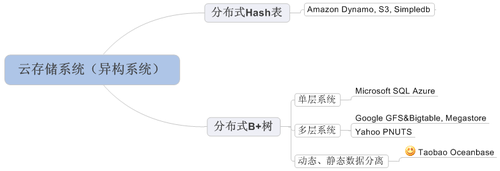 云存储系统（异构系统）
分布式Hash表
Amazon Dynamo, S3, Simpledb
分布式B+树
单层系统
Microsoft SQL Azure
多层系统
Google GFS&Bigtable, Megastore
Yahoo PNUTS
动态、静态数据分离
Taobao Oceanbase